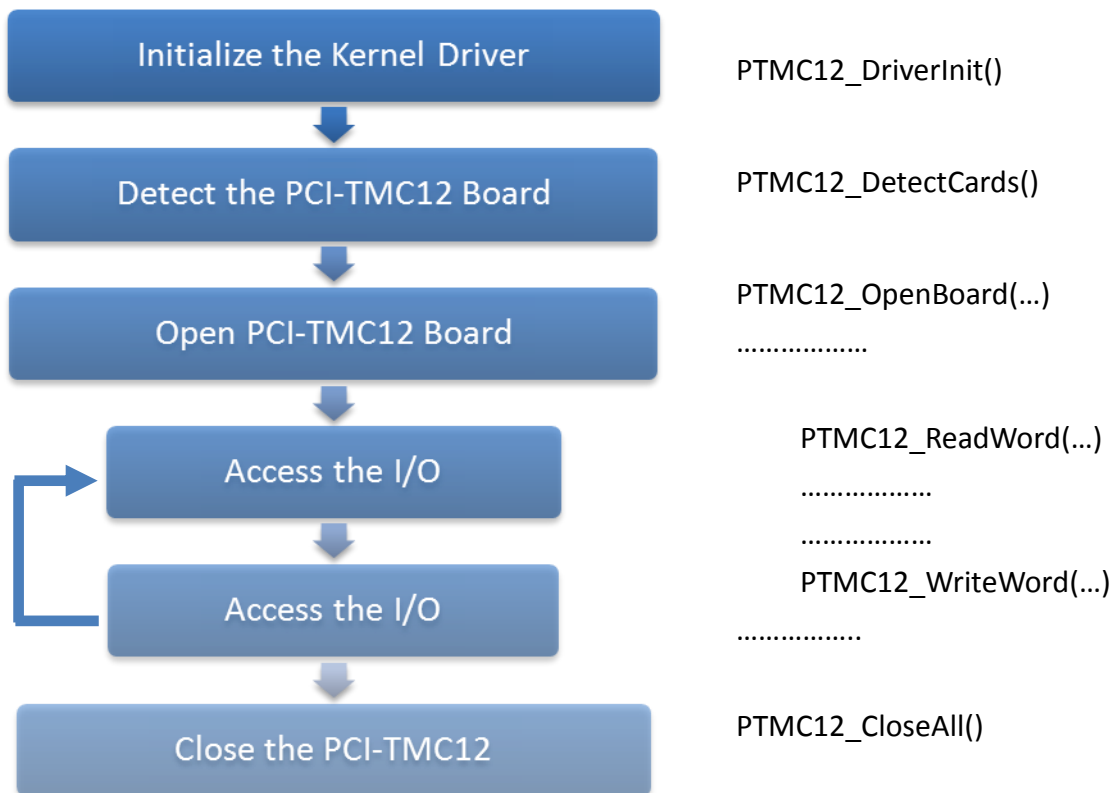 Initialize the Kernel Driver
PTMC12_DriverInit()
Detect the PCI-TMC12 Board
PTMC12_DetectCards()
Open PCI-TMC12 Board
PTMC12_OpenBoard(…)
………………
Access the I/O
PTMC12_ReadWord(…)
………………
………………
Access the I/O
PTMC12_WriteWord(…)
……………..
Close the PCI-TMC12
PTMC12_CloseAll()